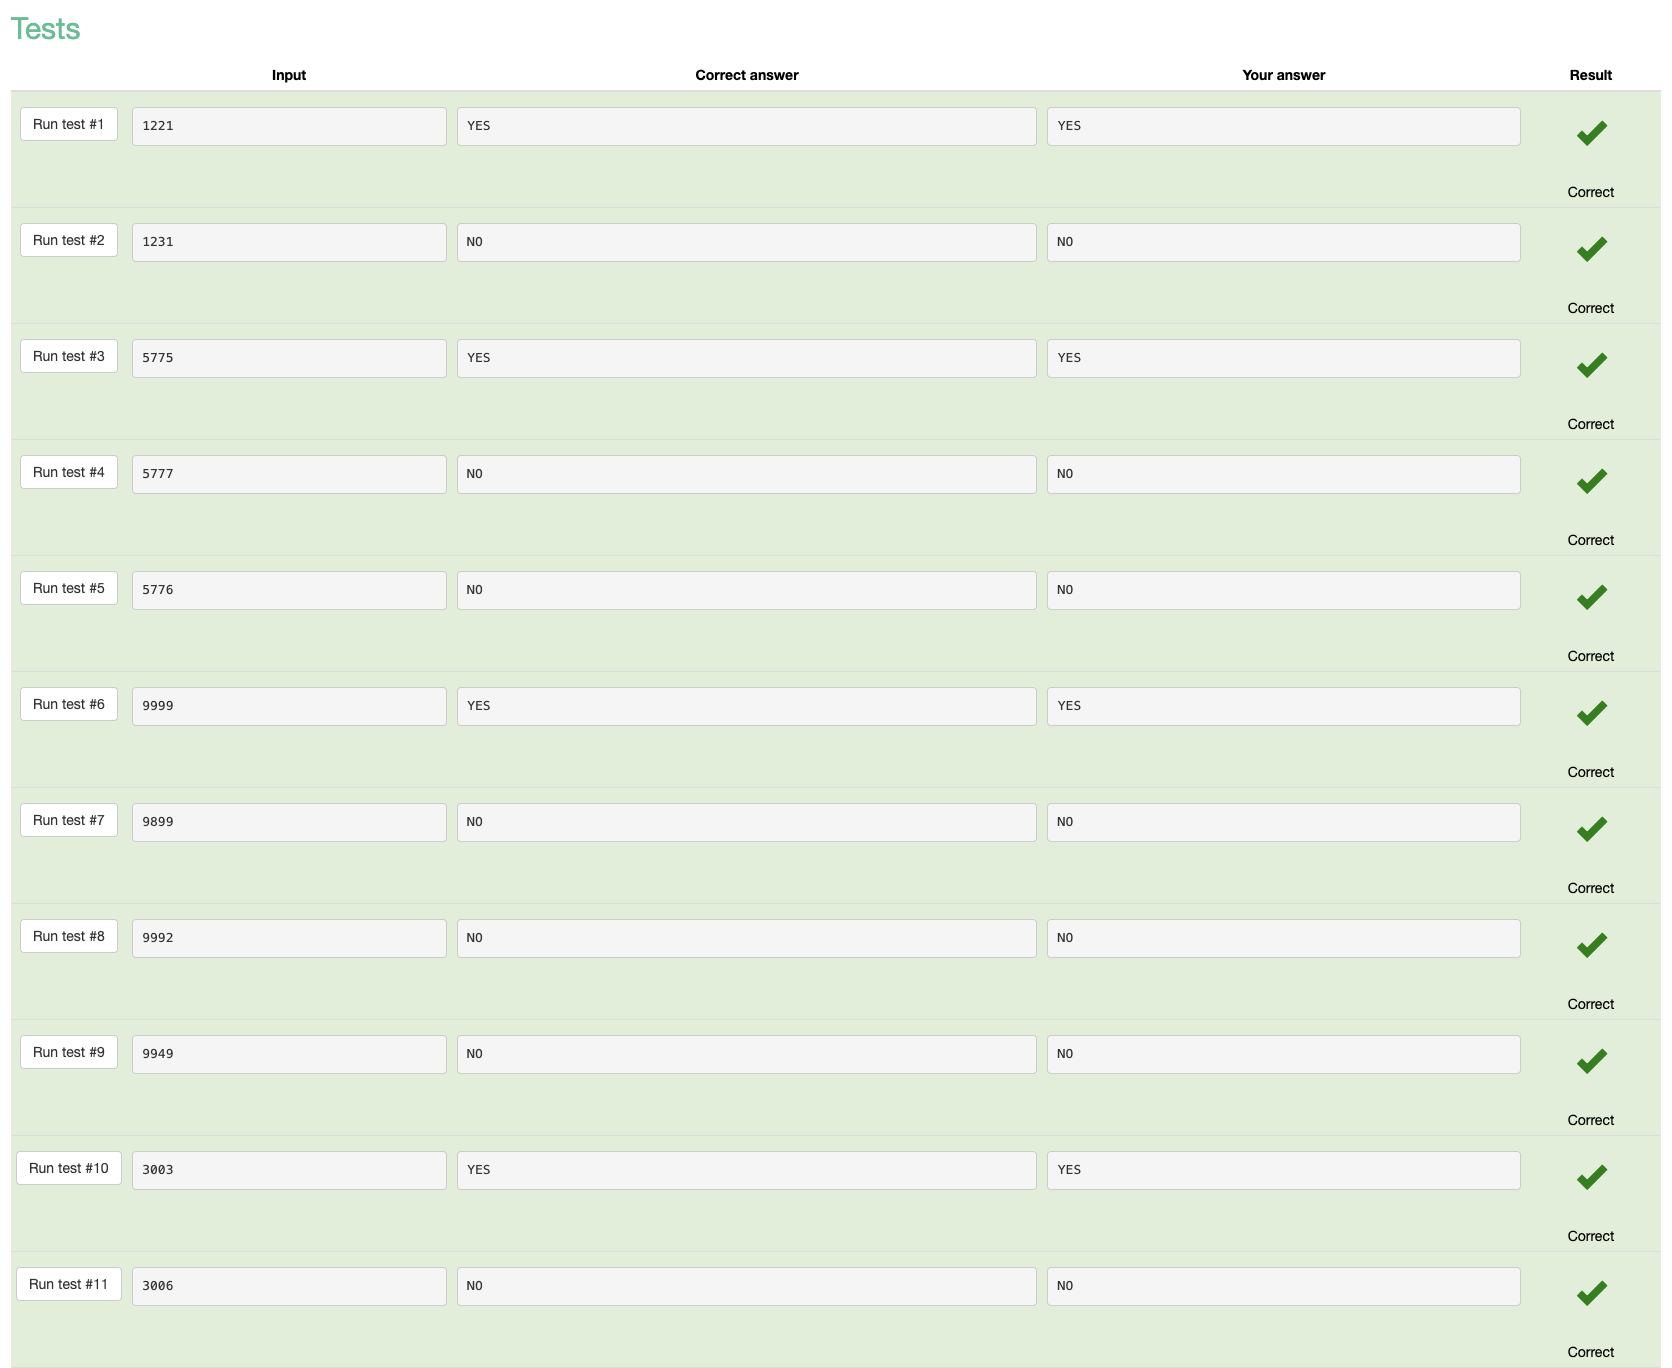 Tests
Input Correct answer Your answer Result
Run test #1 1221 YES YES
Correct
Run test #2 1231 NO NO
Correct
Run test #3 5775 YES YES
Correct
Run test #4 5777 NO NO
Correct
Run test #5 5776 NO NO
Correct
Run test #6 9999 YES YES
Correct
Run test #7 9899 NO NO
Correct
Run test #8 9992 NO NO
Correct
Run test #9 9949 NO NO
Correct
Run test #10 3003 YES YES
Correct
Run test #11 3006 NO NO
Correct